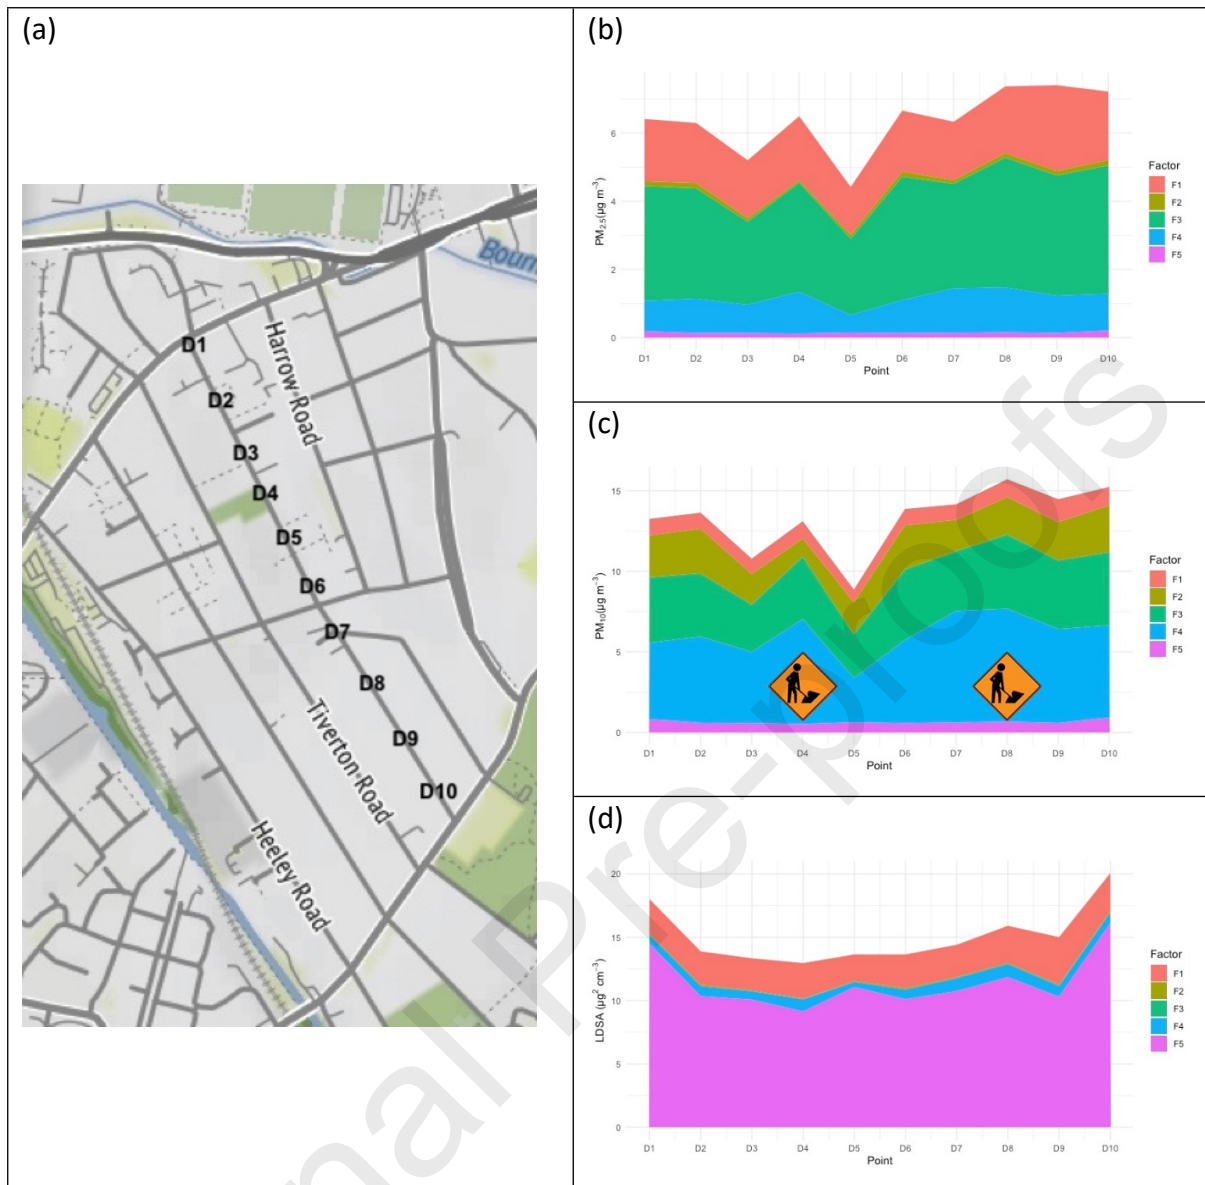 (a)
Bourn
D1
Harrow Road
D2
D3
D4
D5
D6
D7
D8
Tiverton Road
D9
D10
Heeley Road
(b)
PM2.5(µg m−3)
6
4
2
0
D1 D2 D3 D4 D5 D6 D7 D8 D9 D10
Point
Factor
F1
F2
F3
F4
F5
(c)
PM10(µg m−3)
15
10
5
0
D1 D2 D3 D4 D5 D6 D7 D8 D9 D10
Point
Factor
F1
F2
F3
F4
F5
(d)
LDSA (µg2 cm−3)
20
15
10
5
0
D1 D2 D3 D4 D5 D6 D7 D8 D9 D10
Point
Factor
F1
F2
F3
F4
F5
nal Pre-proofs